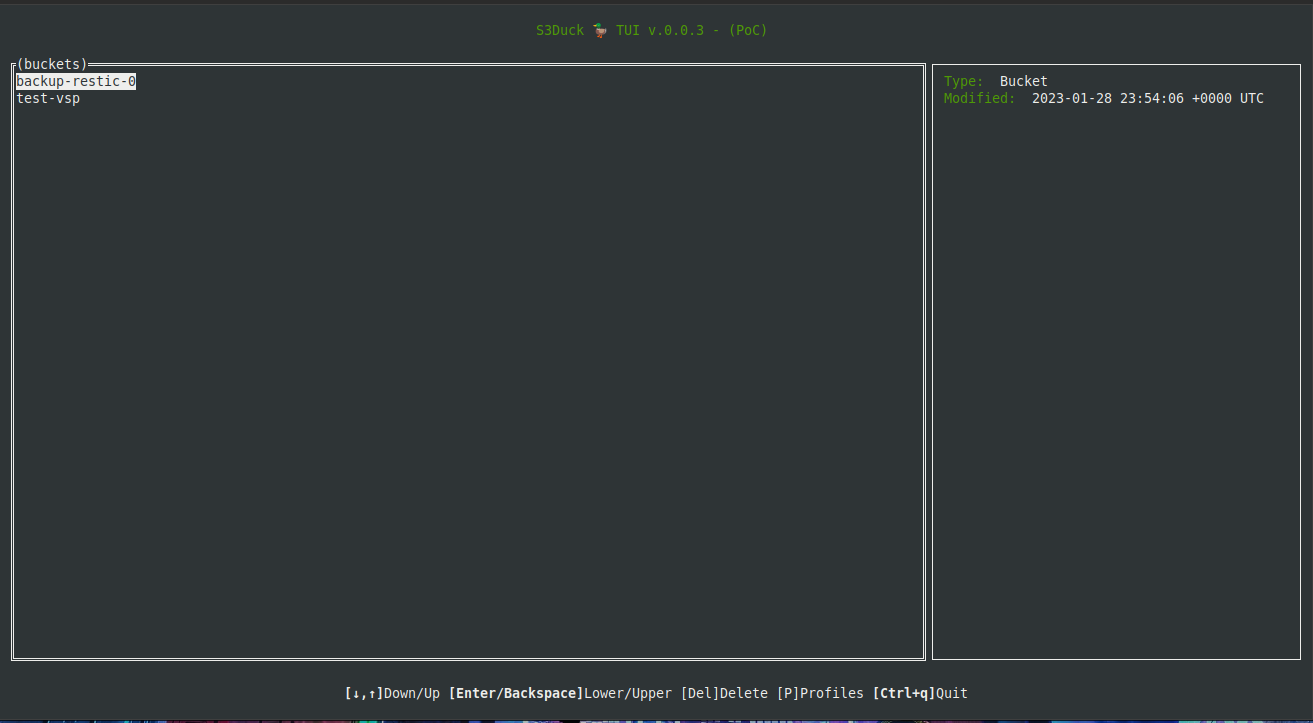 S3Duck 🦆 TUI v.0.0.3 - (PoC)
(buckets)
backup-restic-0
test-vsp
Type: Bucket
Modified: 2023-01-28 23:54:06 +0000 UTC
[↓,↑]Down/Up [Enter/Backspace]Lower/Upper [Del]Delete [P]Profiles [Ctrl+q]Quit